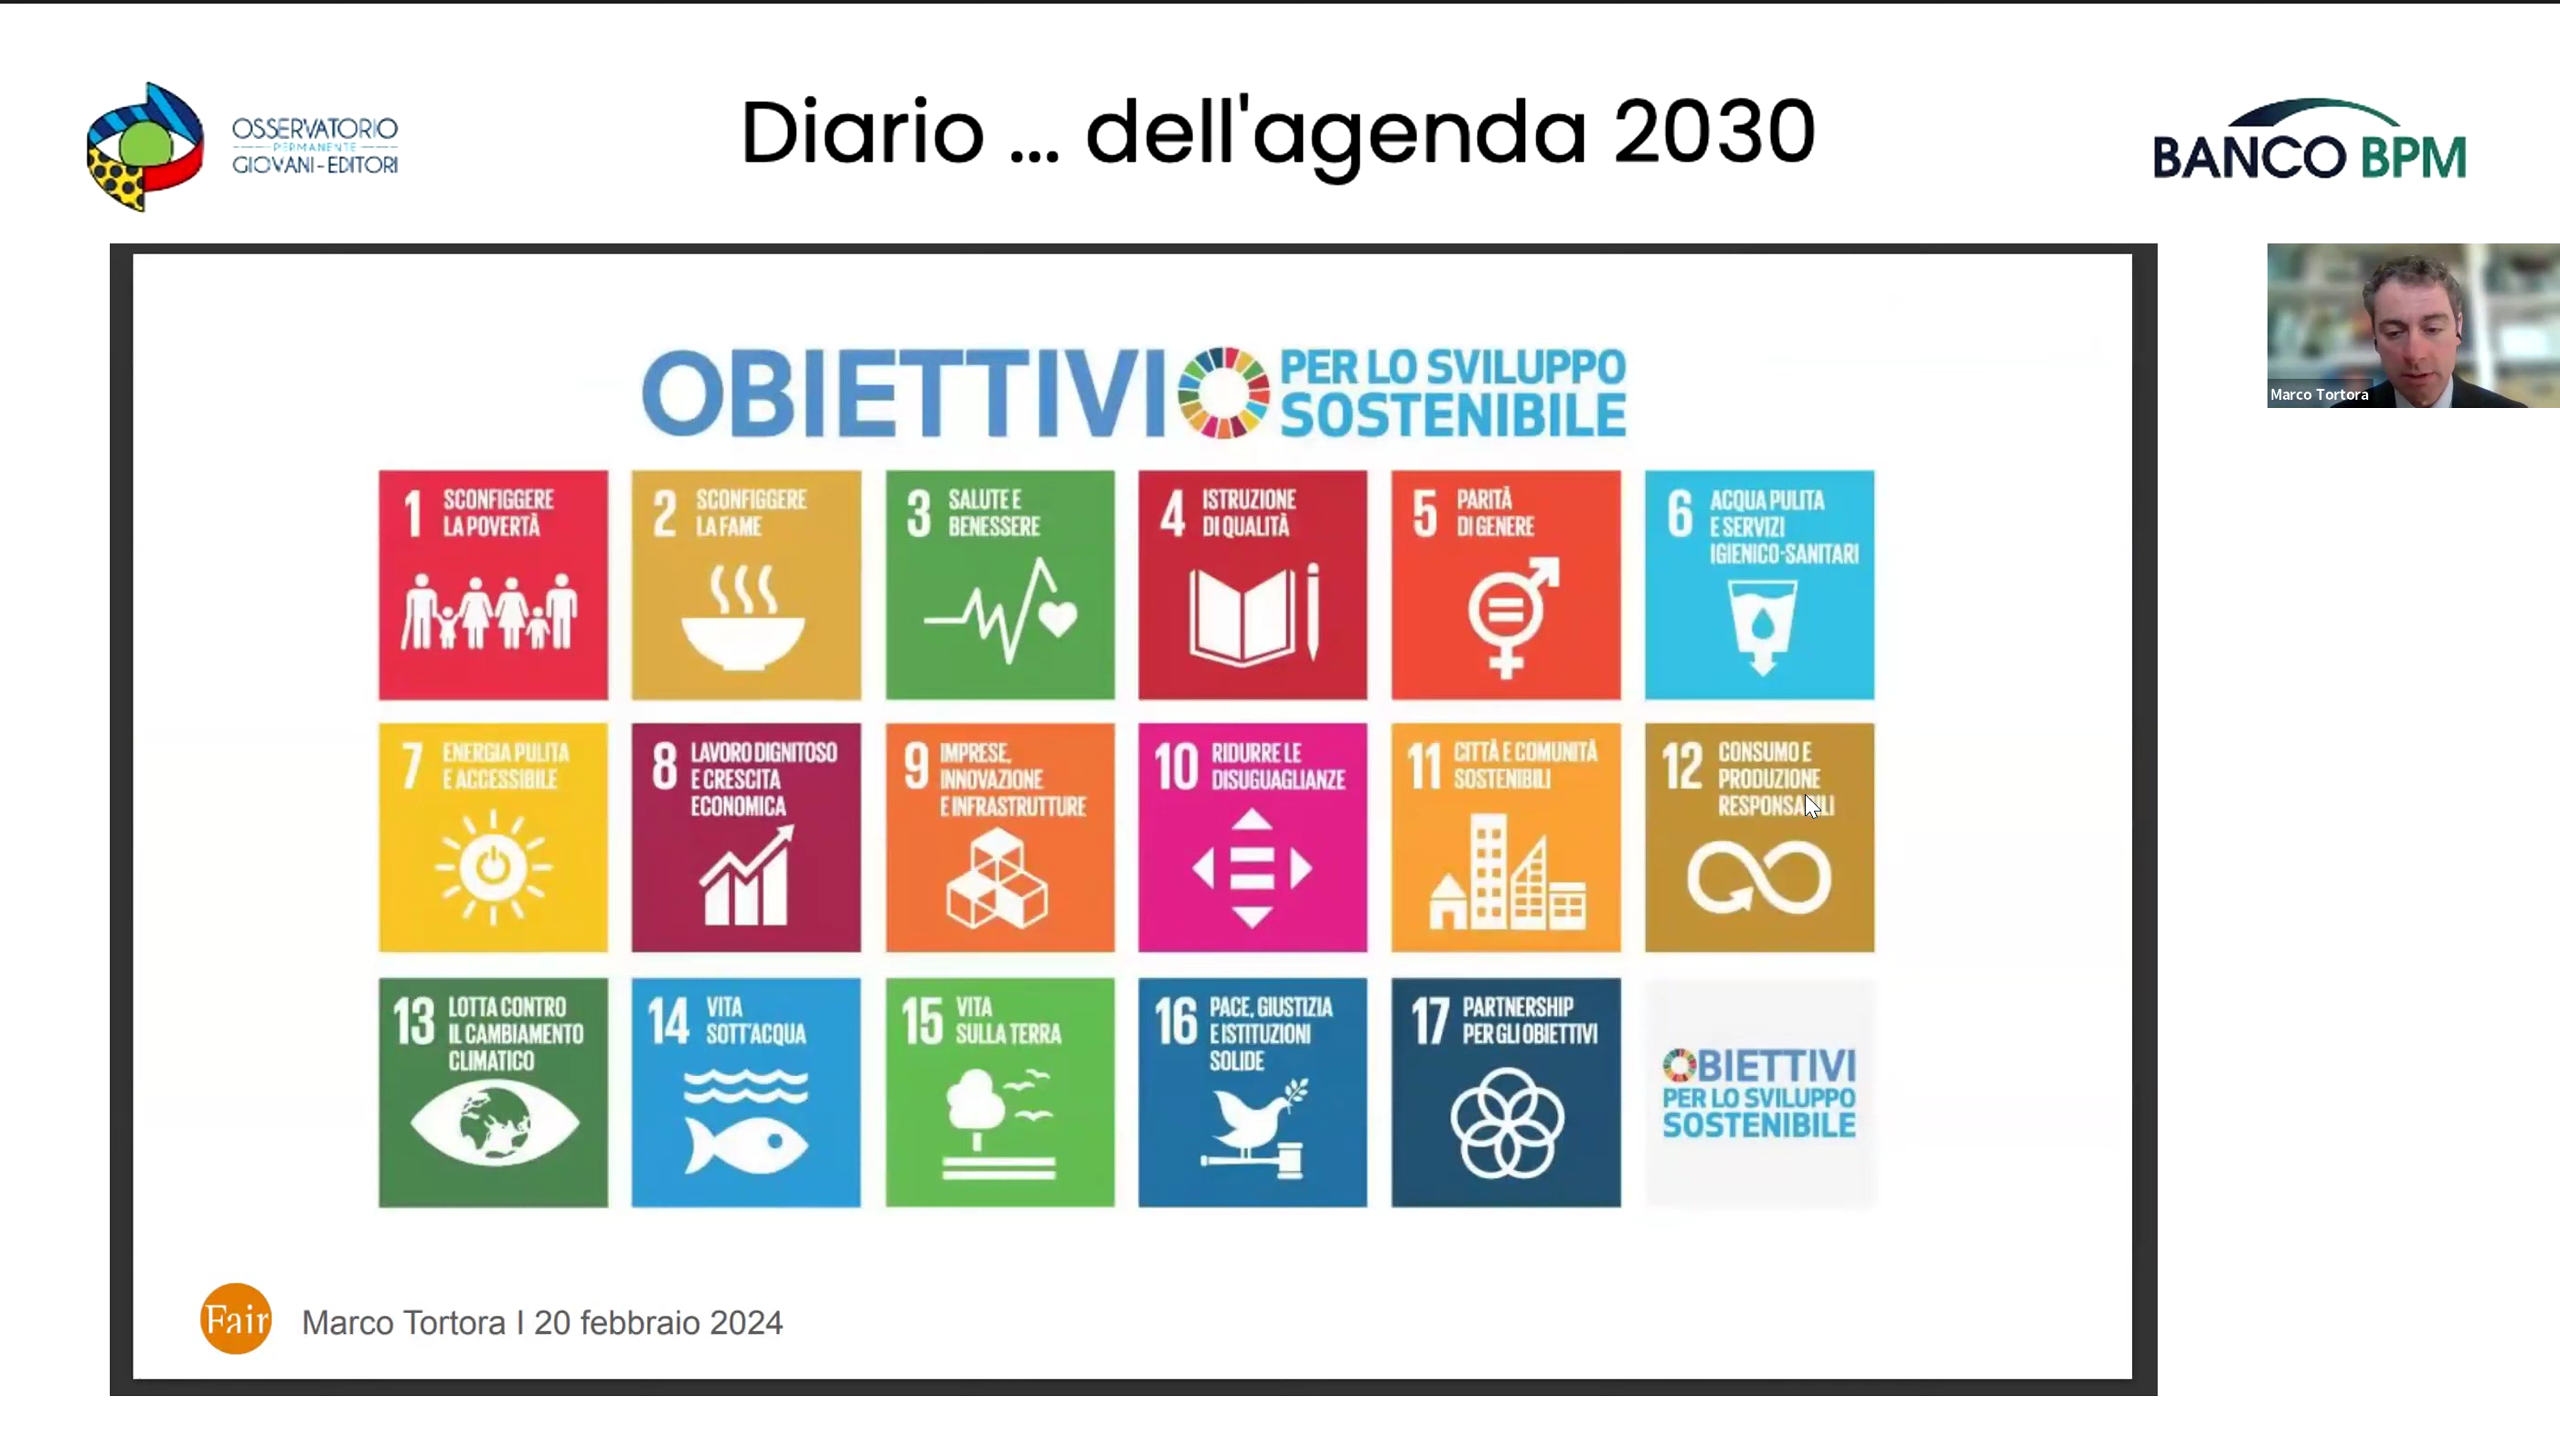 OSSERVATORIO
PERMANENTE
GIOVANI-EDITORI
Diario ... dell'agenda 2030
BANCO BPM
Marco Tortora
OBIETTIVI PER LO SVILUPPO
SOSTENIBILE
1 SCONFIGGERE
LA POVERTÀ
2 SCONFIGGERE
LA FAME
3 SALUTE E
BENESSERE
4 ISTRUZIONE
DI QUALITÀ
5 PARITÀ
DI GENERE
6 ACQUA PULITA
E SERVIZI
IGIENICO-SANITARI
7 ENERGIA PULITA
E ACCESSIBILE
8 LAVORO DIGNITOSO
E CRESCITA
ECONOMICA
9 IMPRESE,
INNOVAZIONE
E INFRASTRUTTURE
10 RIDURRE LE
DISUGUAGLIANZE
11 CITTÀ E COMUNITÀ
SOSTENIBILI
12 CONSUMO E
PRODUZIONE
RESPONSABILI
13 LOTTA CONTRO
IL CAMBIAMENTO
CLIMATICO
14 VITA
SOTT'ACQUA
15 VITA
SULLA TERRA
16 PACE, GIUSTIZIA
E ISTITUZIONI
SOLIDE
17 PARTNERSHIP
PER GLI OBIETTIVI
OBIETTIVI
PER LO SVILUPPO
SOSTENIBILE
Fair
Marco Tortora I 20 febbraio 2024